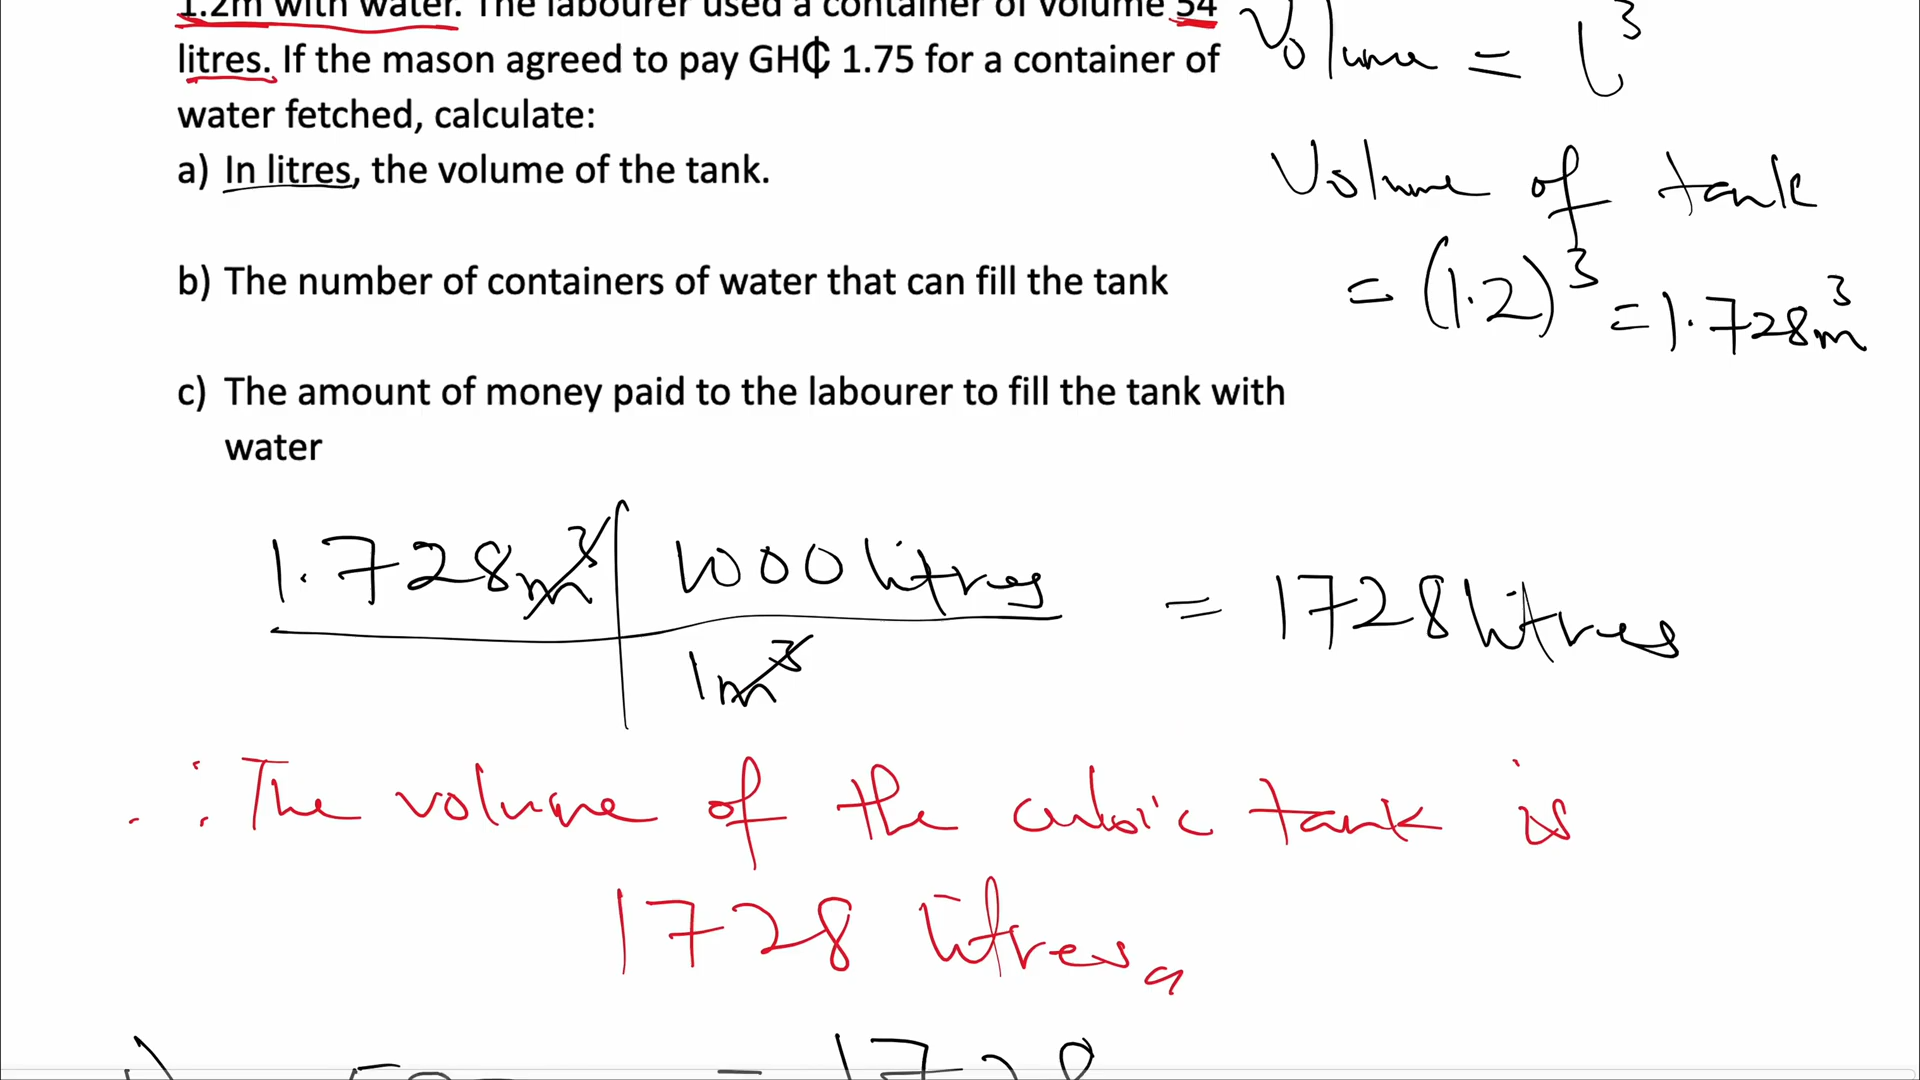 1.2m with water. The labourer used a container of volume 54
litres. If the mason agreed to pay GH₵ 1.75 for a container of
water fetched, calculate:
a) In litres, the volume of the tank.
b) The number of containers of water that can fill the tank
c) The amount of money paid to the labourer to fill the tank with
water
Volume = l³
Volume of tank
= (1.2)³ = 1.728m³
1.728m³ | 1000 litres = 1728 litres
1m³
∴ The volume of the cubic tank is
1728 litres
= 1728